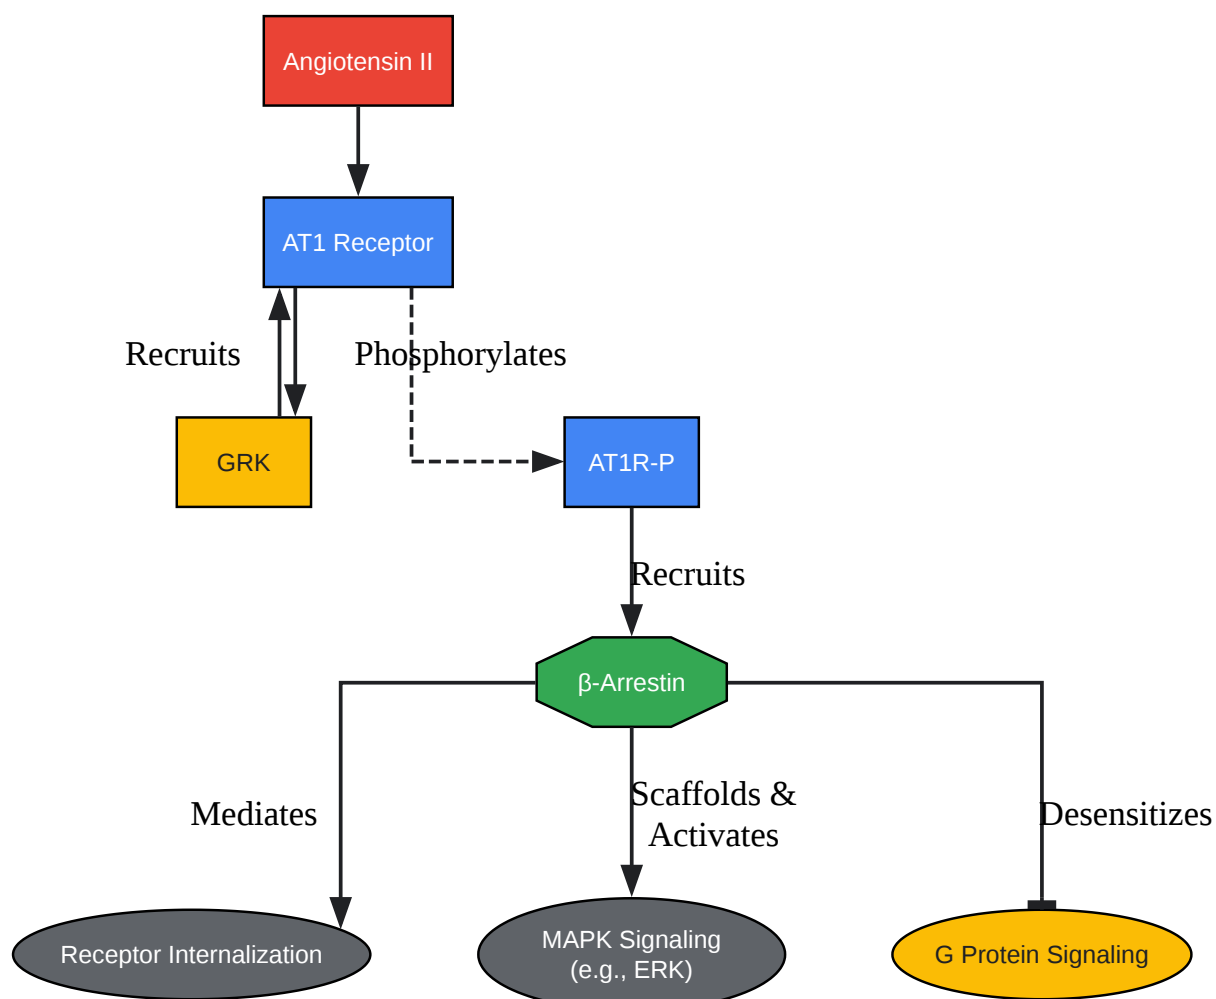 Angiotensin II
AT1 Receptor
Recruits
Phosphorylates
GRK
AT1R-P
Recruits
β-Arrestin
Mediates
Scaffolds &
Activates
Desensitizes
Receptor Internalization
MAPK Signaling
(e.g., ERK)
G Protein Signaling